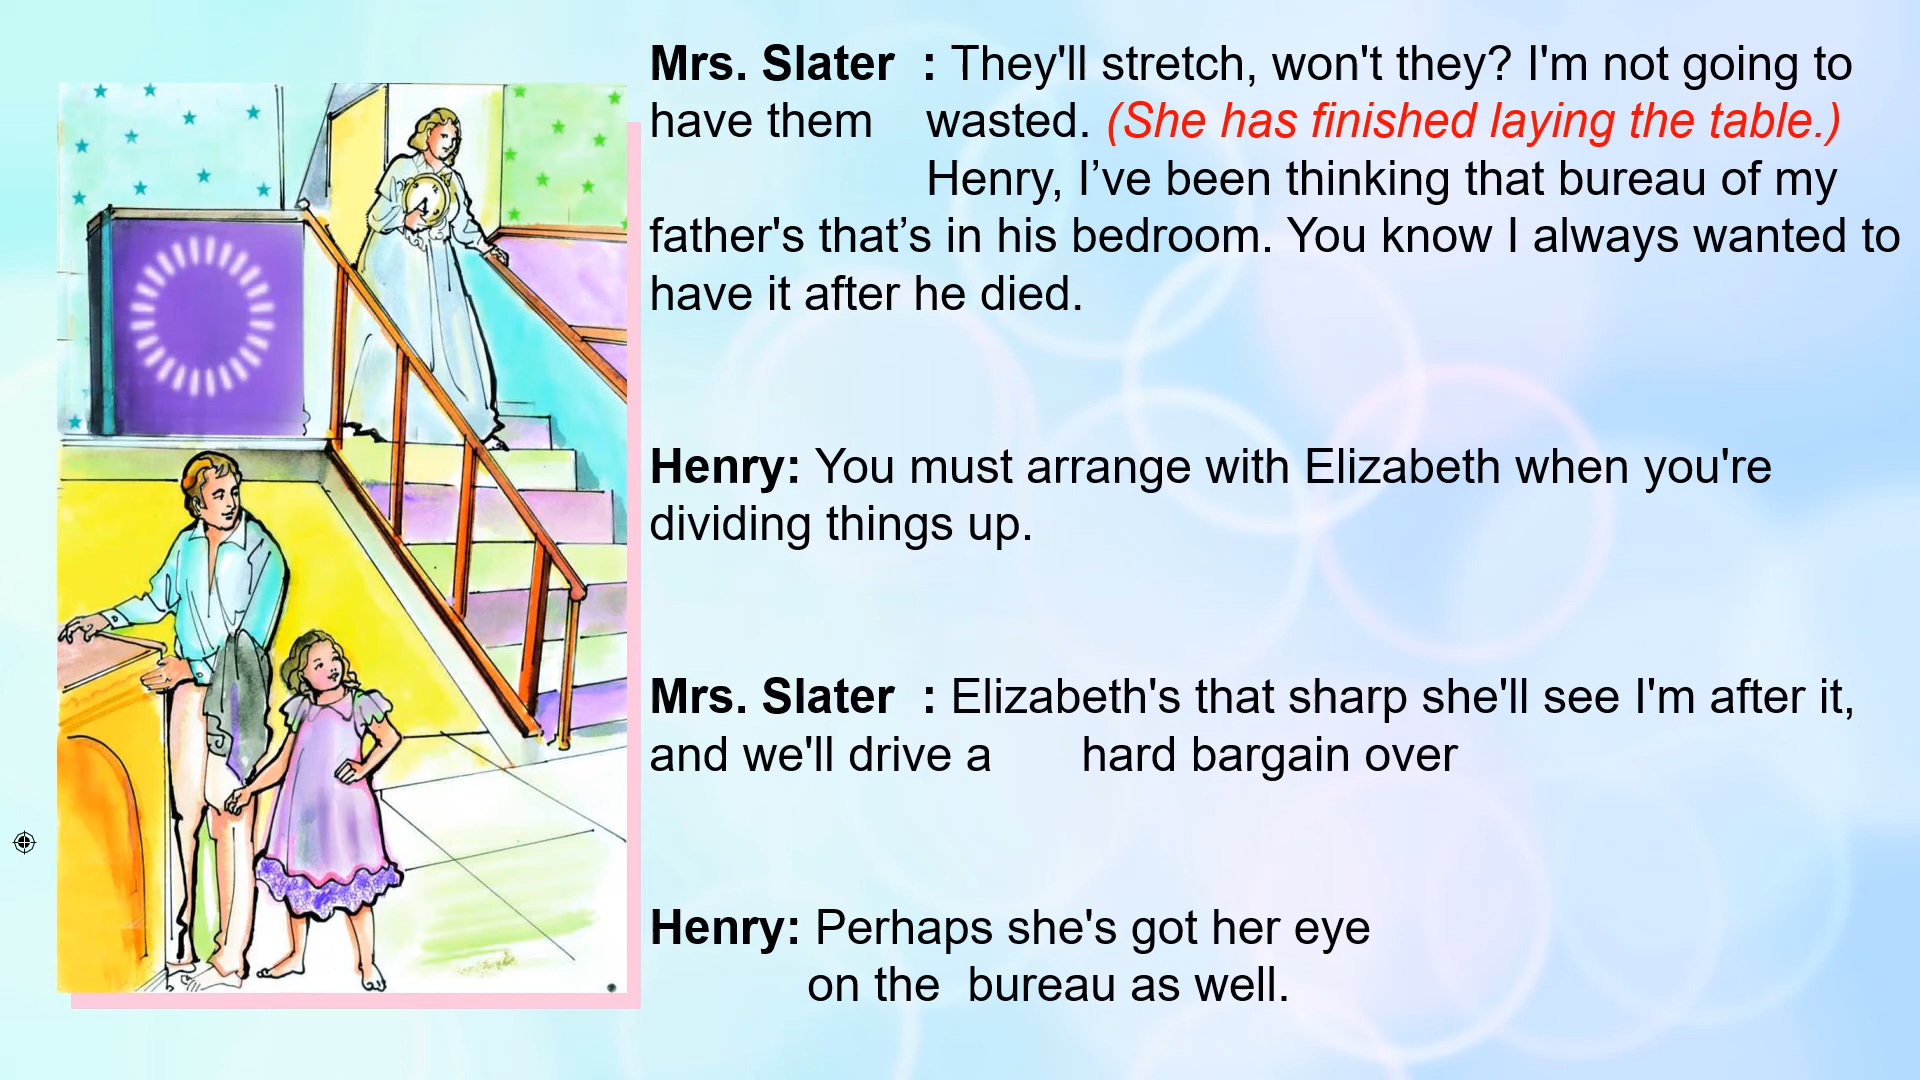 Mrs. Slater : They'll stretch, won't they? I'm not going to
have them wasted. (She has finished laying the table.)
Henry, I’ve been thinking that bureau of my
father's that’s in his bedroom. You know I always wanted to
have it after he died.
Henry: You must arrange with Elizabeth when you're
dividing things up.
Mrs. Slater : Elizabeth's that sharp she'll see I'm after it,
and we'll drive a hard bargain over
Henry: Perhaps she's got her eye
on the bureau as well.